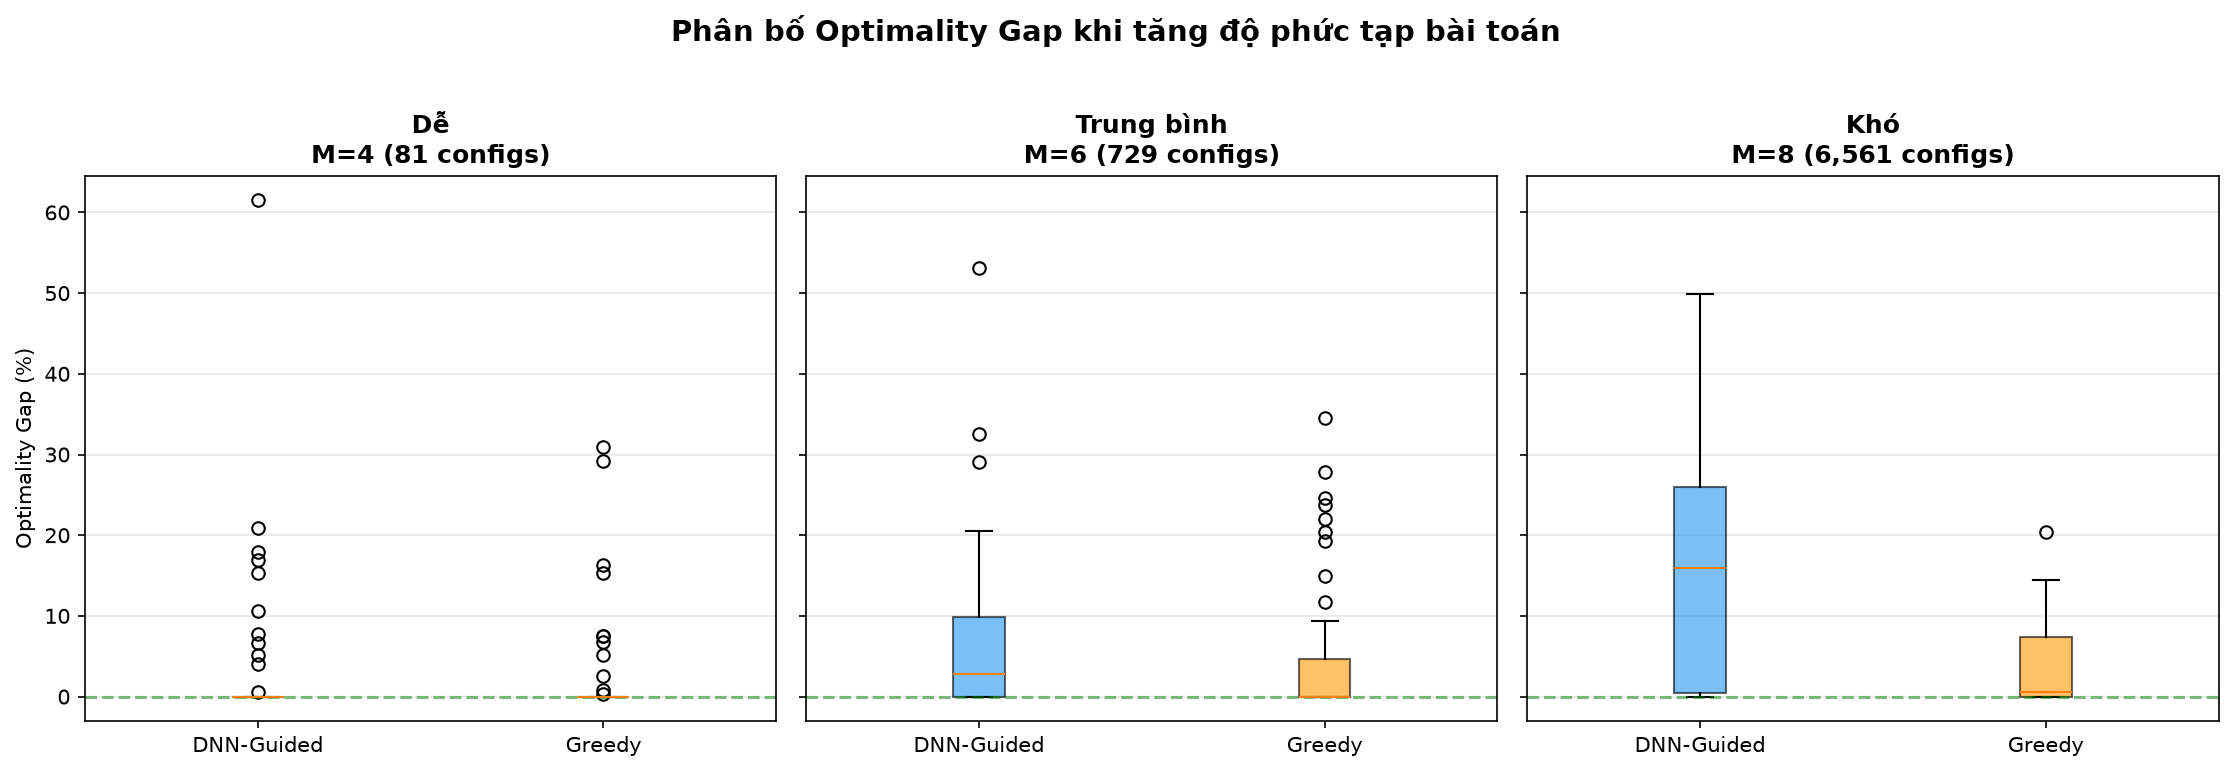 Phân bố Optimality Gap khi tăng độ phức tạp bài toán
Dễ
M=4 (81 configs)
Trung bình
M=6 (729 configs)
Khó
M=8 (6,561 configs)
Optimality Gap (%)
60
50
40
30
20
10
0
DNN-Guided
Greedy
DNN-Guided
Greedy
DNN-Guided
Greedy